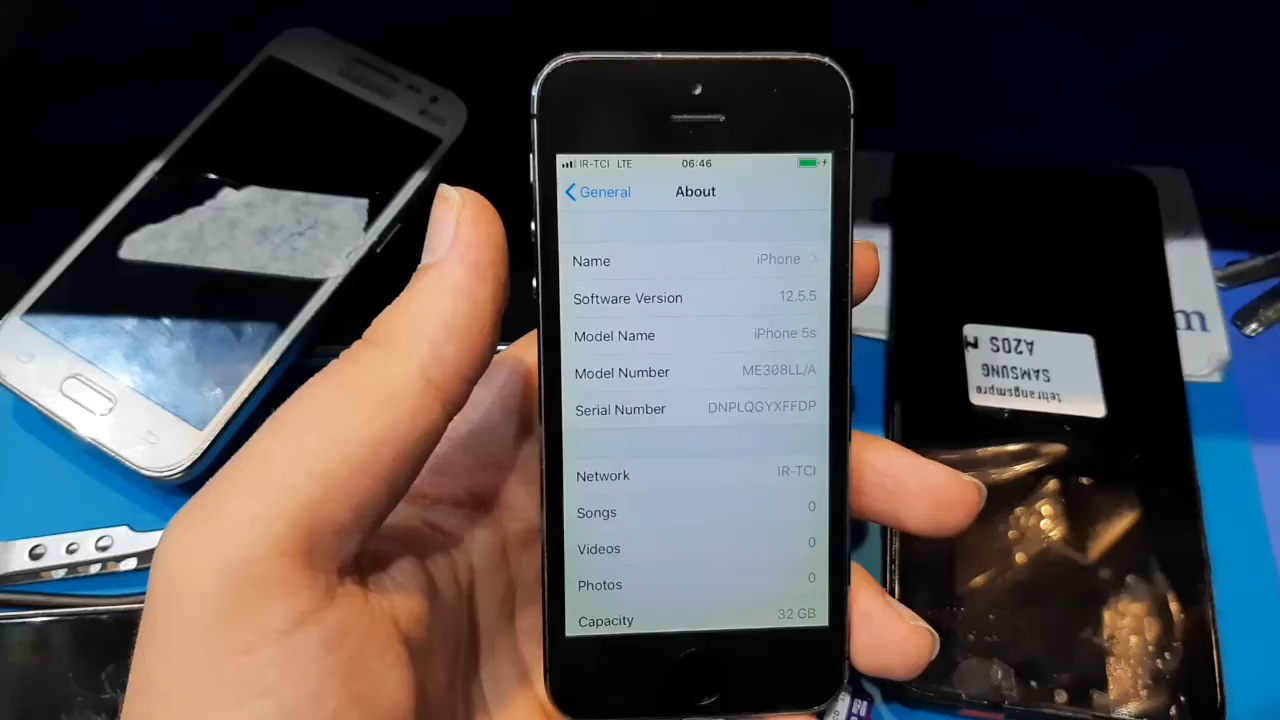 IR-TCI LTE 06:46
General About
Name iPhone
Software Version 12.5.5
Model Name iPhone 5s
Model Number ME308LL/A
Serial Number DNPLQGYXFFDP
Network IR-TCI
Songs 0
Videos 0
Photos 0
Capacity 32 GB
tehrangsmpro
SAMSUNG
A20S
m